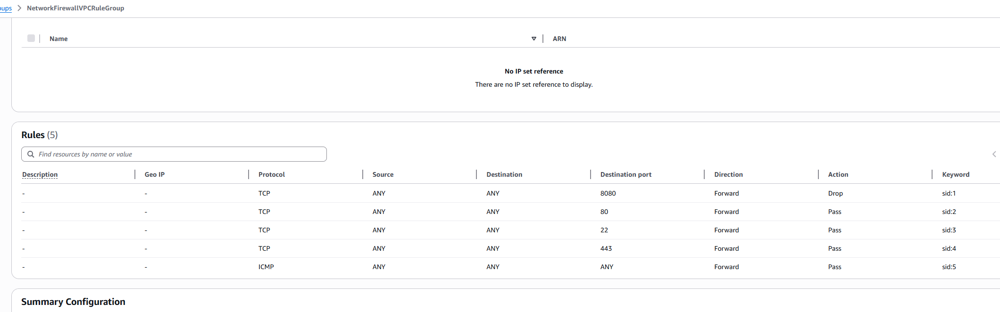 oups > NetworkFirewallVPCRuleGroup
Name ARN
No IP set reference
There are no IP set reference to display.
Rules (5)
Find resources by name or value
Description Geo IP Protocol Source Destination Destination port Direction Action Keyword
- - TCP ANY ANY 8080 Forward Drop sid:1
- - TCP ANY ANY 80 Forward Pass sid:2
- - TCP ANY ANY 22 Forward Pass sid:3
- - TCP ANY ANY 443 Forward Pass sid:4
- - ICMP ANY ANY ANY Forward Pass sid:5
Summary Configuration